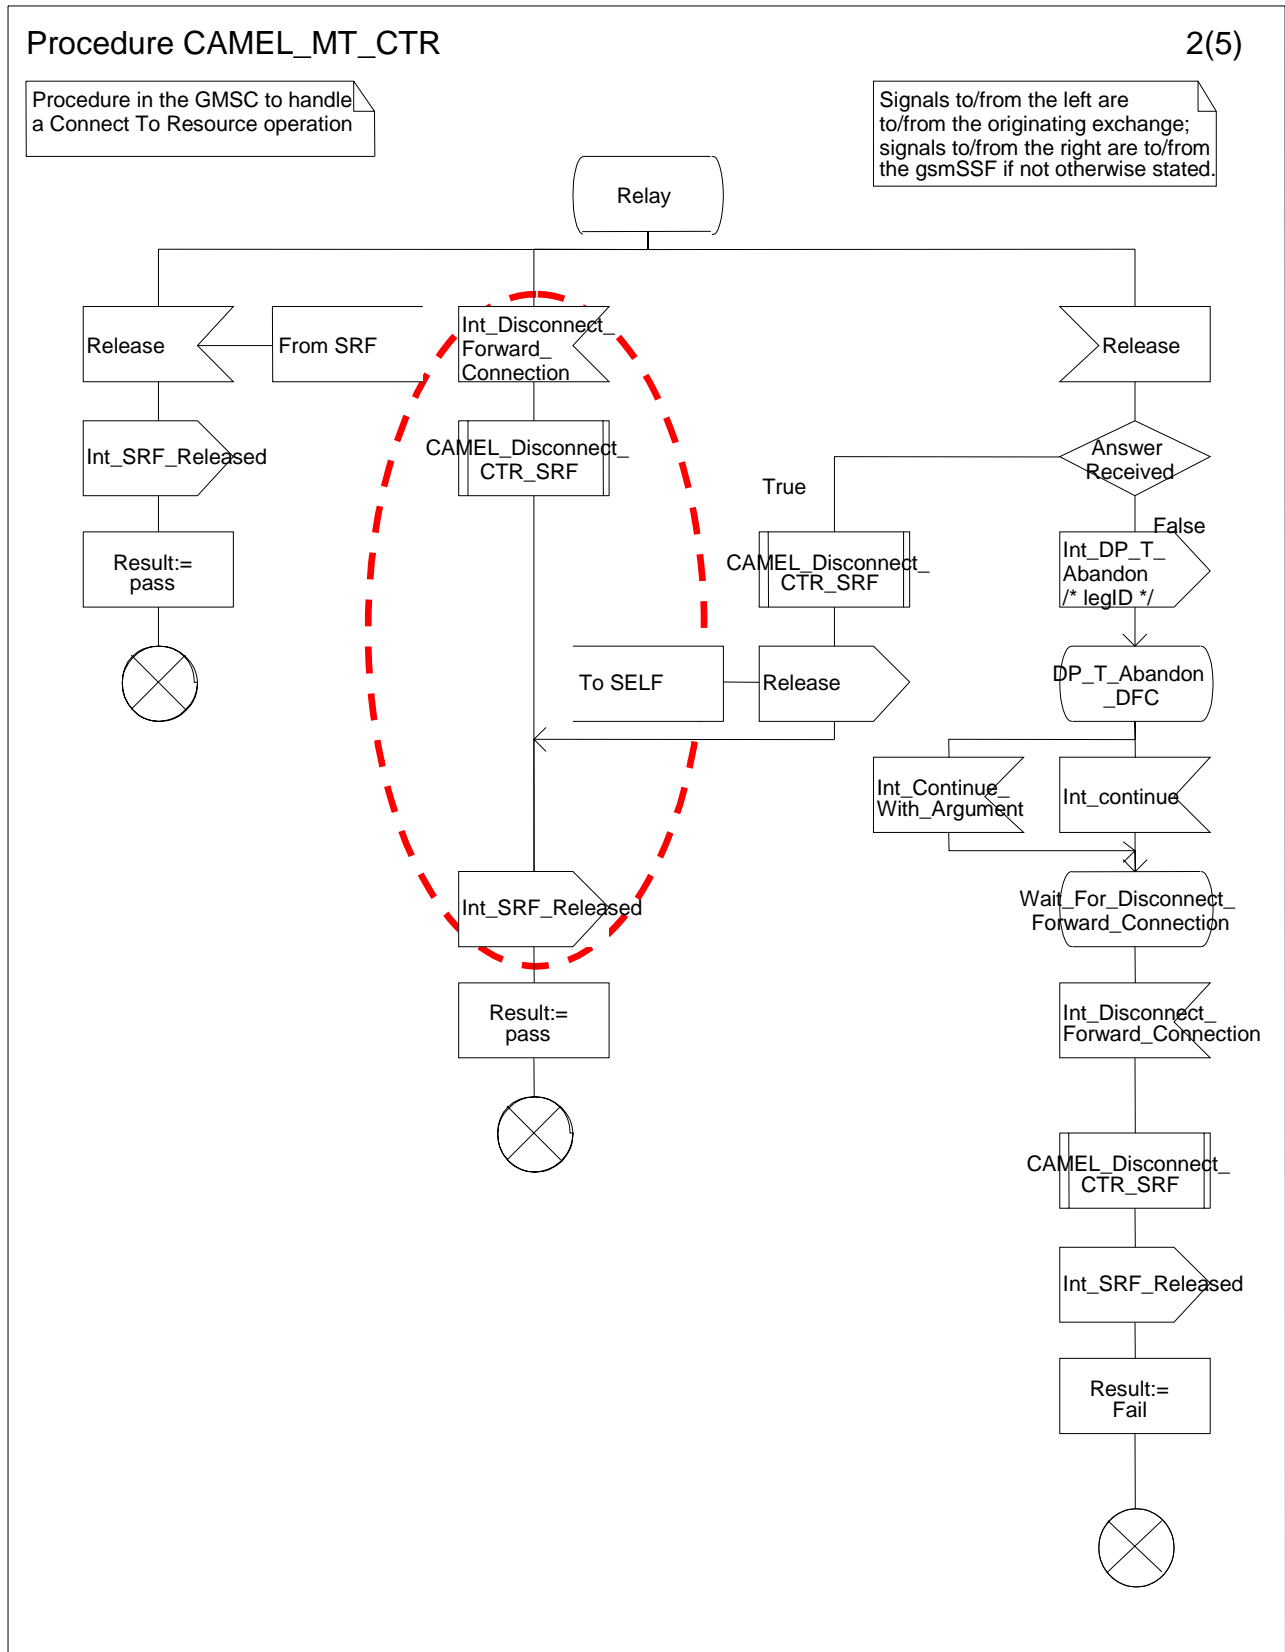 Procedure CAMEL_MT_CTR
2(5)
Procedure in the GMSC to handle
a Connect To Resource operation
Signals to/from the left are
to/from the originating exchange;
signals to/from the right are to/from
the gsmSSF if not otherwise stated.
Relay
Release
From SRF
Int_Disconnect_
Forward_
Connection
Release
Int_SRF_Released
CAMEL_Disconnect_
CTR_SRF
Answer
Received
True
False
Result:=
pass
CAMEL_Disconnect_
CTR_SRF
Int_DP_T_
Abandon
/* legID */
To SELF
Release
DP_T_Abandon
_DFC
Int_Continue_
With_Argument
Int_continue
Int_SRF_Released
Wait_For_Disconnect_
Forward_Connection
Result:=
pass
Int_Disconnect_
Forward_Connection
CAMEL_Disconnect_
CTR_SRF
Int_SRF_Released
Result:=
Fail